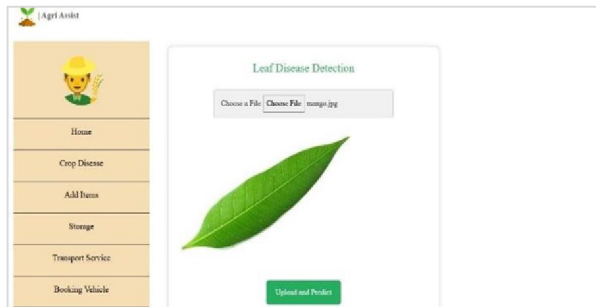 | Agri Assist
Leaf Disease Detection
Choose a File Choose File mango.jpg
Home
Crop Disease
Add Items
Storage
Transport Service
Booking Vehicle
Upload and Predict